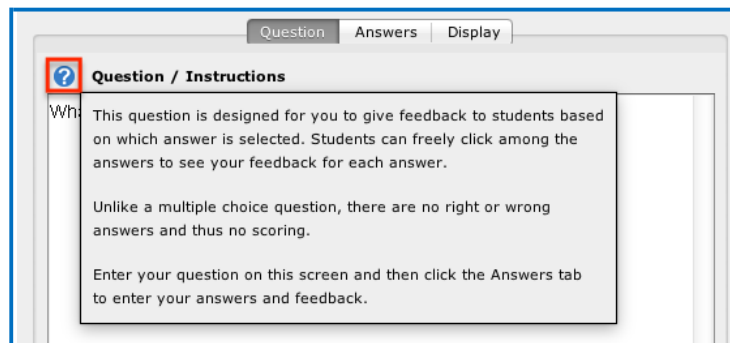 Question Answers Display
? Question / Instructions
Wh
This question is designed for you to give feedback to students based
on which answer is selected. Students can freely click among the
answers to see your feedback for each answer.
Unlike a multiple choice question, there are no right or wrong
answers and thus no scoring.
Enter your question on this screen and then click the Answers tab
to enter your answers and feedback.